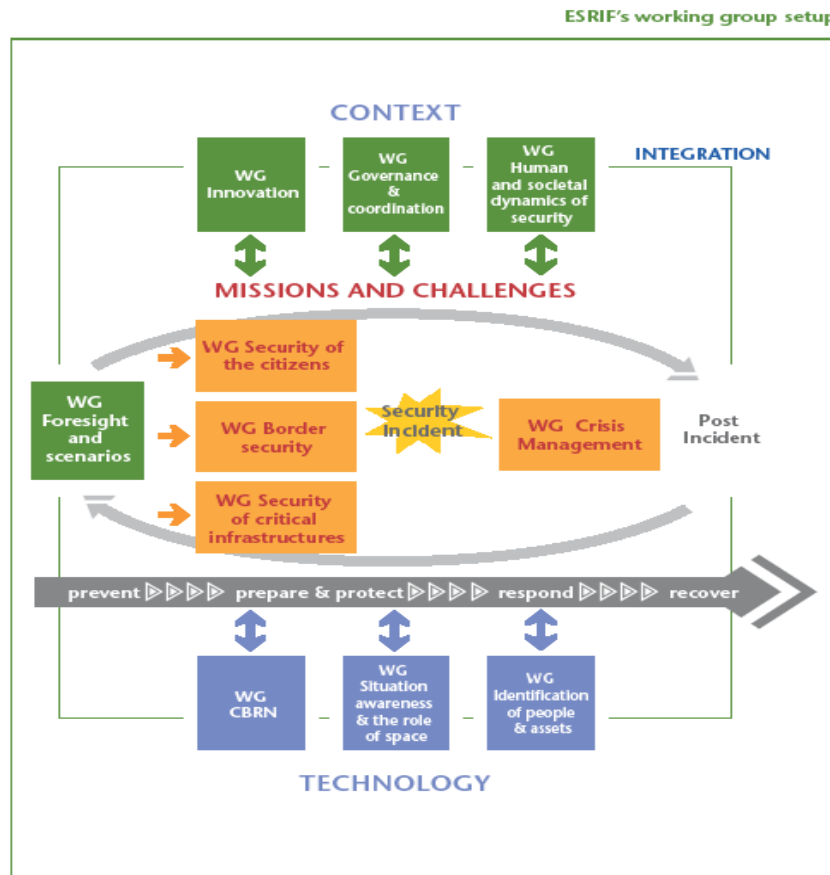 ESRIF's working group setup
CONTEXT
INTEGRATION
WG
Innovation
WG
Governance
&
coordination
WG
Human
and societal
dynamics of
security
MISSIONS AND CHALLENGES
WG Security of
the citizens
WG
Foresight
and
scenarios
WG Border
security
Security
Incident
WG Crisis
Management
Post
Incident
WG Security
of critical
infrastructures
prevent prepare & protect respond recover
WG
CBRN
WG
Situation
awareness
& the role
of space
WG
Identification
of people
& assets
TECHNOLOGY